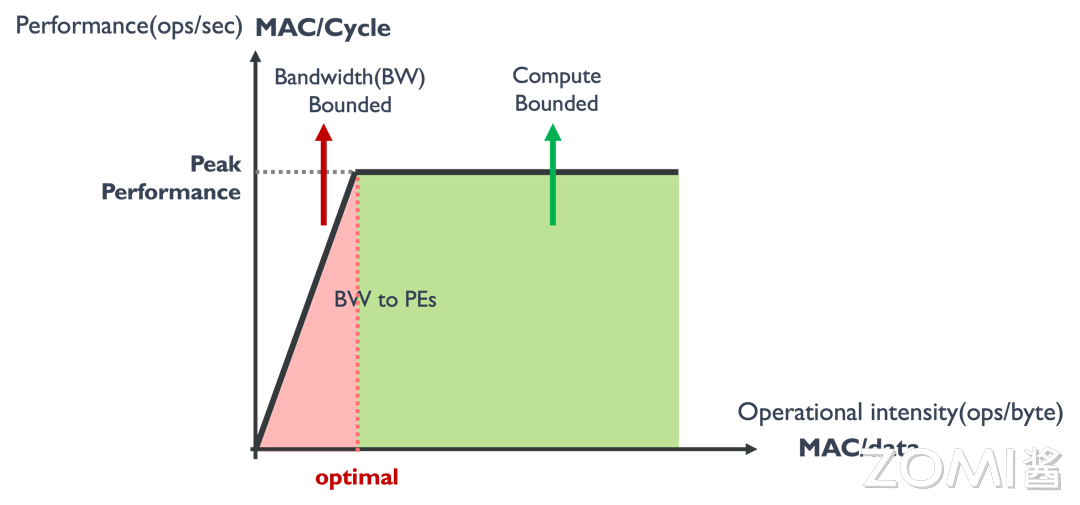 Performance(ops/sec) MAC/Cycle
Bandwidth(BW)
Bounded
Compute
Bounded
Peak
Performance
BW to PEs
Operational intensity(ops/byte)
MAC/data
optimal
ZOMI酱